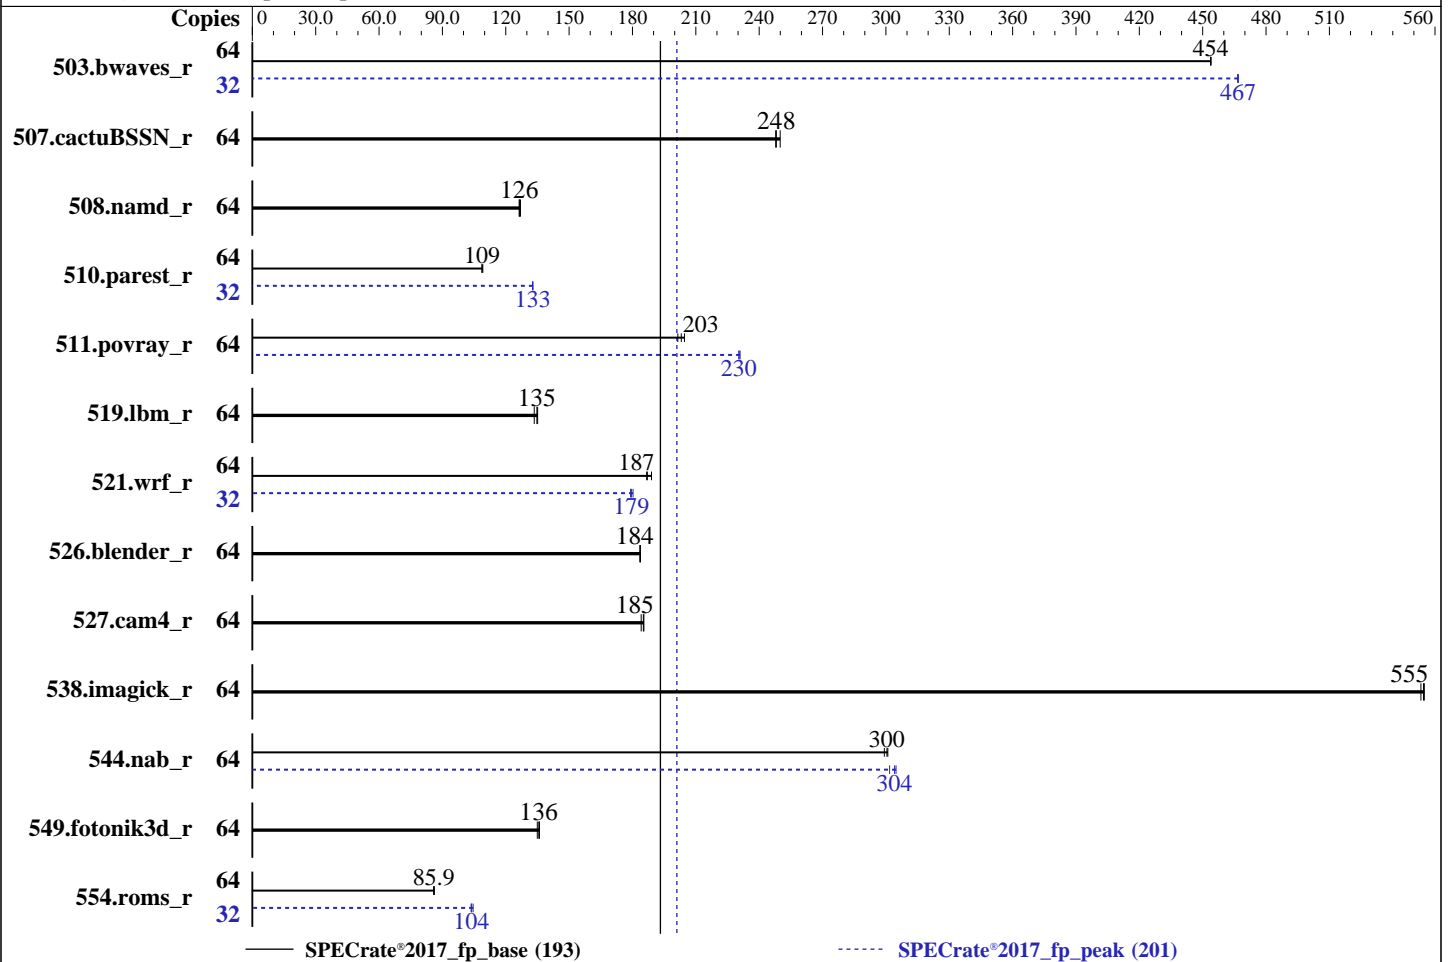 Copies 0 30.0 60.0 90.0 120 150 180 210 240 270 300 330 360 390 420 450 480 510 560
503.bwaves_r 64 454
32 467
507.cactuBSSN_r 64 248
508.namd_r 64 126
510.parest_r 64 109
32 133
511.povray_r 64 203
230
519.lbm_r 64 135
521.wrf_r 64 187
32 179
526.blender_r 64 184
527.cam4_r 64 185
538.imagick_r 64 555
544.nab_r 64 300
304
549.fotonik3d_r 64 136
554.roms_r 64 85.9
32 104
SPECrate®2017_fp_base (193) SPECrate®2017_fp_peak (201)